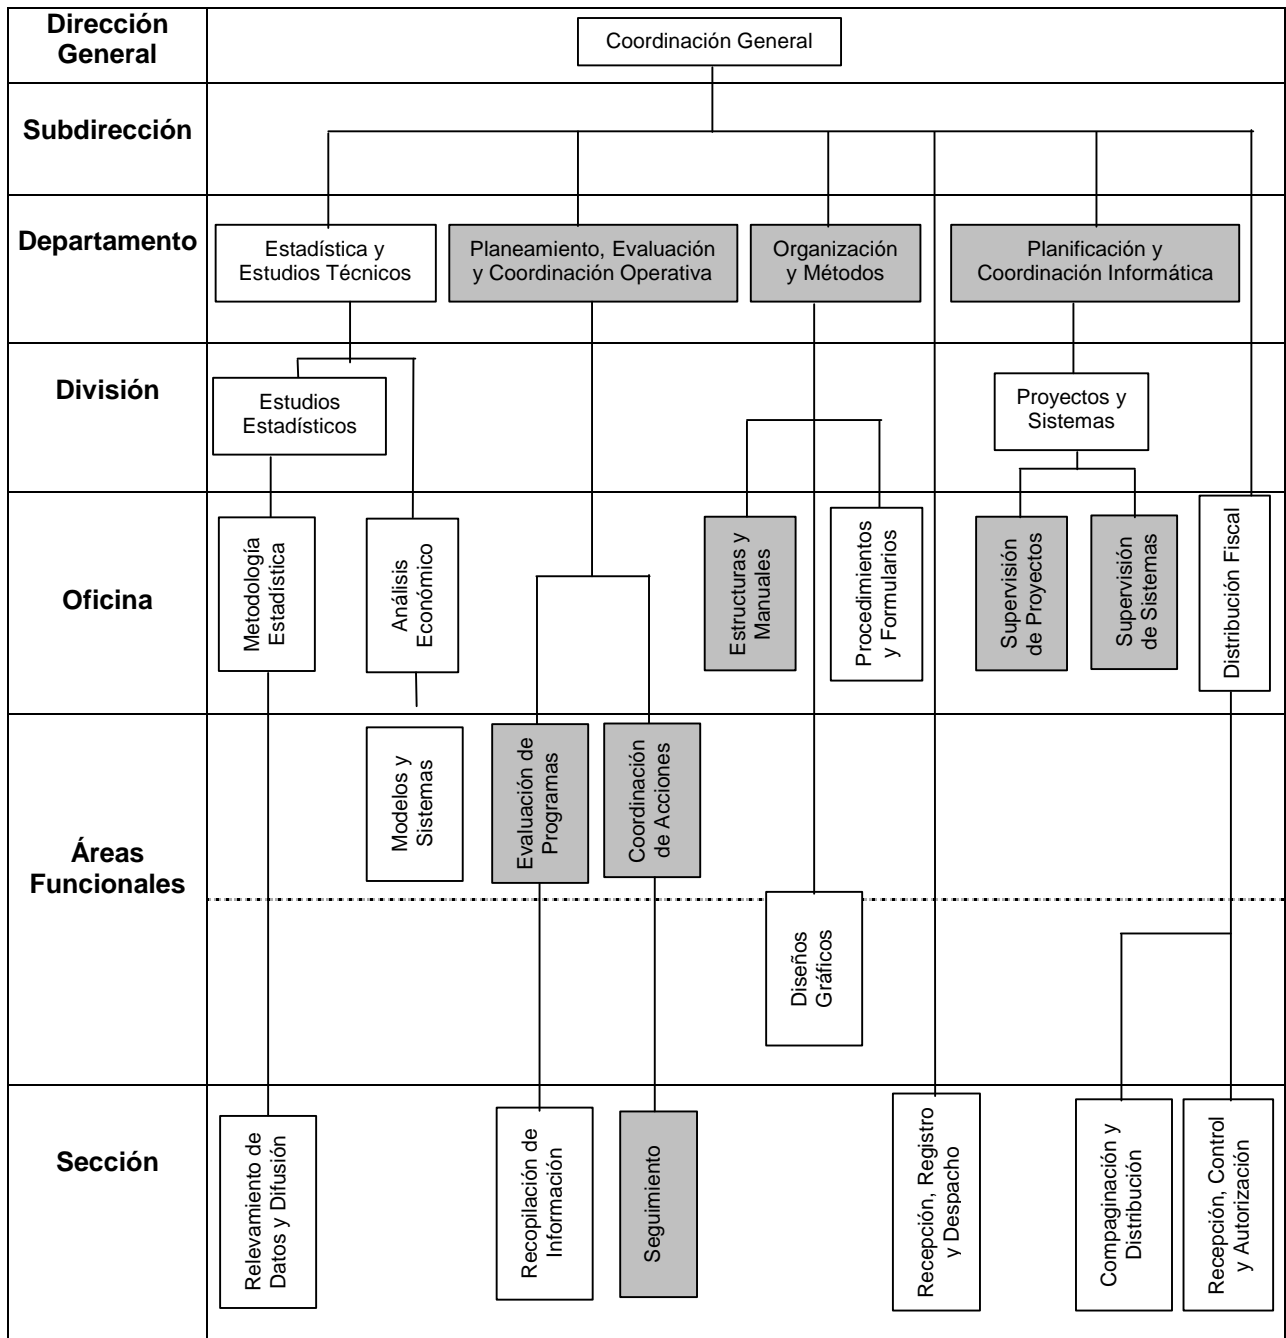 Dirección
General
Coordinación General
Subdirección
Departamento
Estadística y
Estudios Técnicos
Planeamiento, Evaluación
y Coordinación Operativa
Organización
y Métodos
Planificación y
Coordinación Informática
División
Estudios
Estadísticos
Proyectos y
Sistemas
Oficina
Metodología
Estadística
Análisis
Económico
Estructuras y
Manuales
Procedimientos
y Formularios
Supervisión
de Proyectos
Supervisión
de Sistemas
Distribución Fiscal
Áreas
Funcionales
Modelos y
Sistemas
Evaluación de
Programas
Coordinación
de Acciones
Diseños
Gráficos
Sección
Relevamiento de
Datos y Difusión
Recopilación de
Información
Seguimiento
Recepción, Registro
y Despacho
Compaginación y
Distribución
Recepción, Control
y Autorización